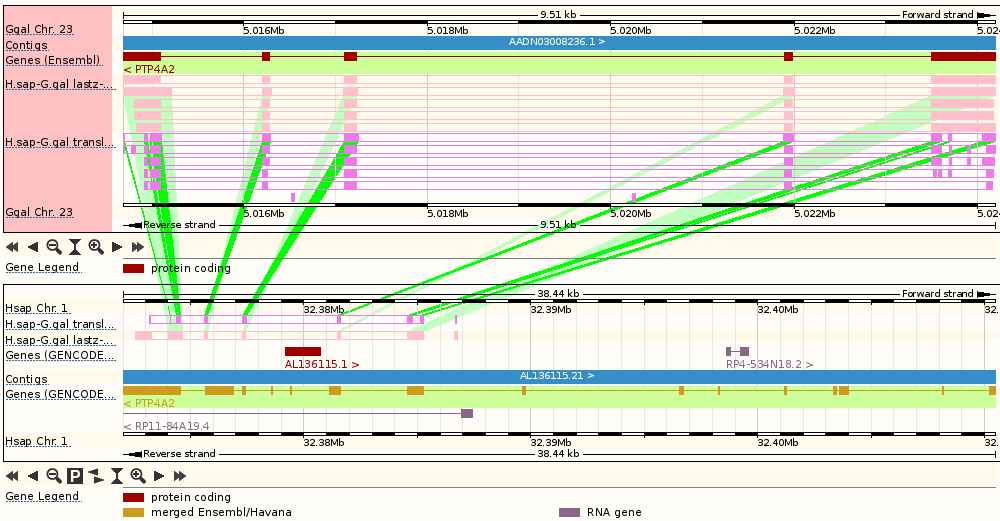 9.51 kb Forward strand
Ggal Chr. 23
5.016Mb 5.018Mb 5.020Mb 5.022Mb 5.024
Contigs AADN03008236.1 >
Genes (Ensembl)
< PTP4A2
H.sap-G.gal lastz-...
H.sap-G.gal transl...
Ggal Chr. 23 5.016Mb 5.018Mb 5.020Mb 5.022Mb 5.024
Reverse strand 9.51 kb
Gene Legend protein coding
38.44 kb Forward strand
Hsap Chr. 1 32.38Mb 32.39Mb 32.40Mb 32.
H.sap-G.gal transl...
H.sap-G.gal lastz-...
Genes (GENCODE...
AL136115.1 > RP4-534N18.2 >
Contigs AL136115.21 >
Genes (GENCODE...
< PTP4A2
< RP11-84A19.4
Hsap Chr. 1 32.38Mb 32.39Mb 32.40Mb 32.
Reverse strand 38.44 kb
P
Gene Legend protein coding
merged Ensembl/Havana RNA gene